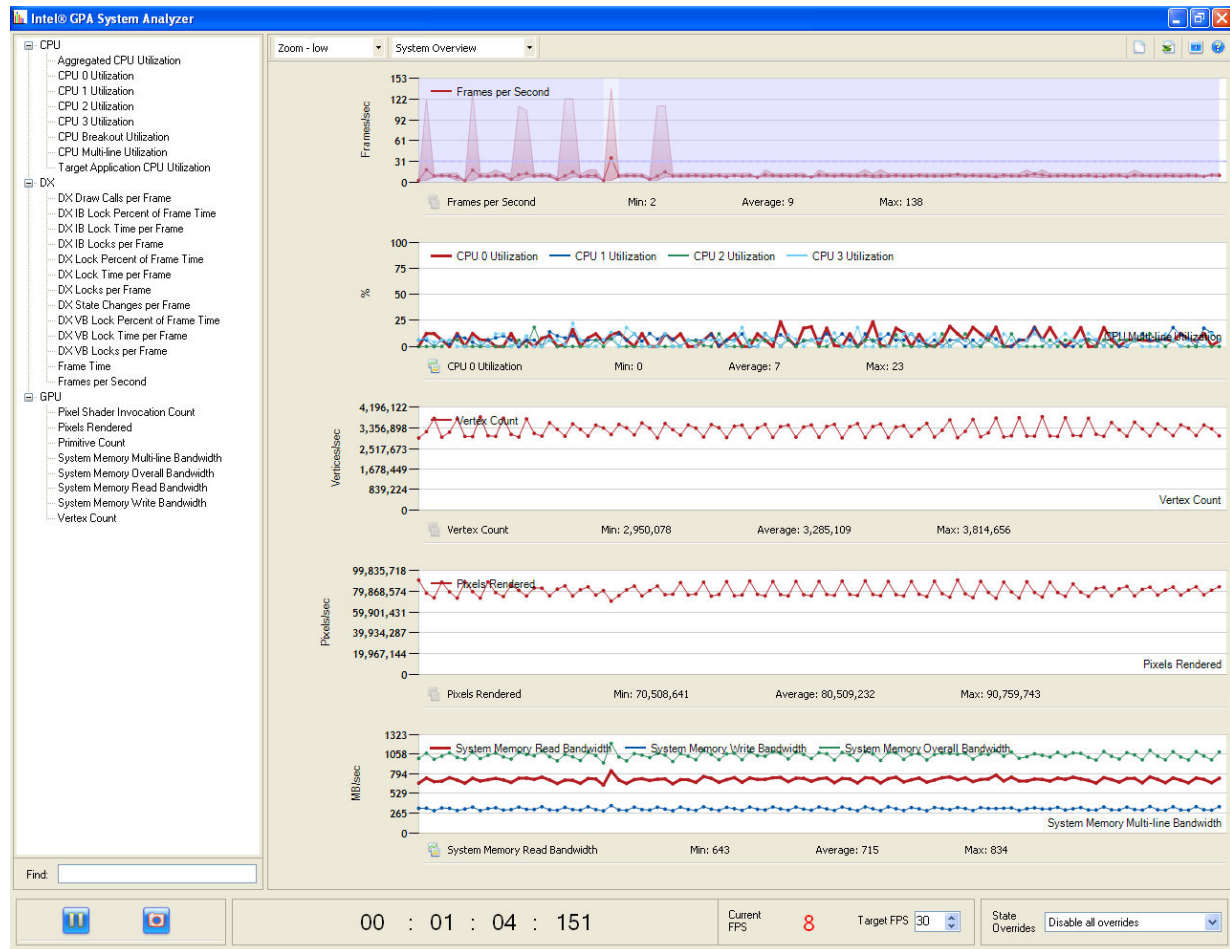 Intel® GPA System Analyzer
CPU
Aggregated CPU Utilization
CPU 0 Utilization
CPU 1 Utilization
CPU 2 Utilization
CPU 3 Utilization
CPU Breakout Utilization
CPU Multi-line Utilization
Target Application CPU Utilization
DX
DX Draw Calls per Frame
DX IB Lock Percent of Frame Time
DX IB Lock Time per Frame
DX IB Locks per Frame
DX Lock Percent of Frame Time
DX Lock Time per Frame
DX Locks per Frame
DX State Changes per Frame
DX VB Lock Percent of Frame Time
DX VB Lock Time per Frame
DX VB Locks per Frame
Frame Time
Frames per Second
GPU
Pixel Shader Invocation Count
Pixels Rendered
Primitive Count
System Memory Multi-line Bandwidth
System Memory Overall Bandwidth
System Memory Read Bandwidth
System Memory Write Bandwidth
Vertex Count
Find:
Zoom - low System Overview
Frames/sec
153
122
92
61
31
0
Frames per Second
Frames per Second Min: 2 Average: 9 Max: 138
%
100
75
50
25
0
CPU 0 Utilization CPU 1 Utilization CPU 2 Utilization CPU 3 Utilization
CPU Multi-line Utilization
CPU 0 Utilization Min: 0 Average: 7 Max: 23
Vertices/sec
4,196,122
3,356,898
2,517,673
1,678,449
839,224
0
Vertex Count
Vertex Count
Vertex Count Min: 2,950,078 Average: 3,285,109 Max: 3,814,656
Pixels/sec
99,835,718
79,868,574
59,901,431
39,934,287
19,967,144
0
Pixels Rendered
Pixels Rendered
Pixels Rendered Min: 70,508,641 Average: 80,509,232 Max: 90,759,743
MB/sec
1323
1058
794
529
265
0
System Memory Read Bandwidth System Memory Write Bandwidth System Memory Overall Bandwidth
System Memory Multi-line Bandwidth
System Memory Read Bandwidth Min: 643 Average: 715 Max: 834
00 : 01 : 04 : 151
Current FPS 8
Target FPS 30
State Overrides Disable all overrides